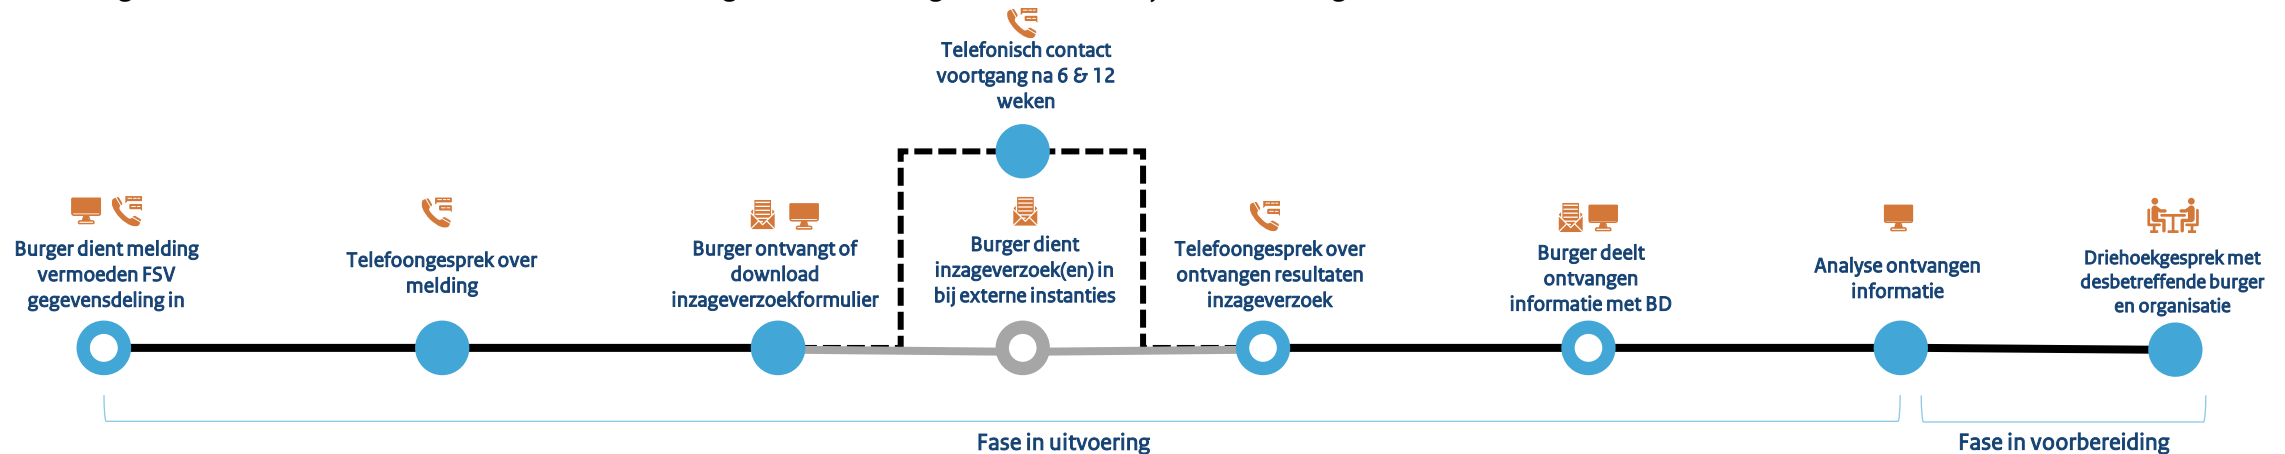 Telefonisch contact
voortgang na 6 & 12
weken
Burger dient melding
vermoeden FSV
gegevensdeling in
Telefoongesprek over
melding
Burger ontvangt of
download
inzageverzoekformulier
Burger dient
inzageverzoek(en) in
bij externe instanties
Telefoongesprek over
ontvangen resultaten
inzageverzoek
Burger deelt
ontvangen
informatie met BD
Analyse ontvangen
informatie
Driehoekgesprek met
desbetreffende burger
en organisatie
Fase in uitvoering
Fase in voorbereiding